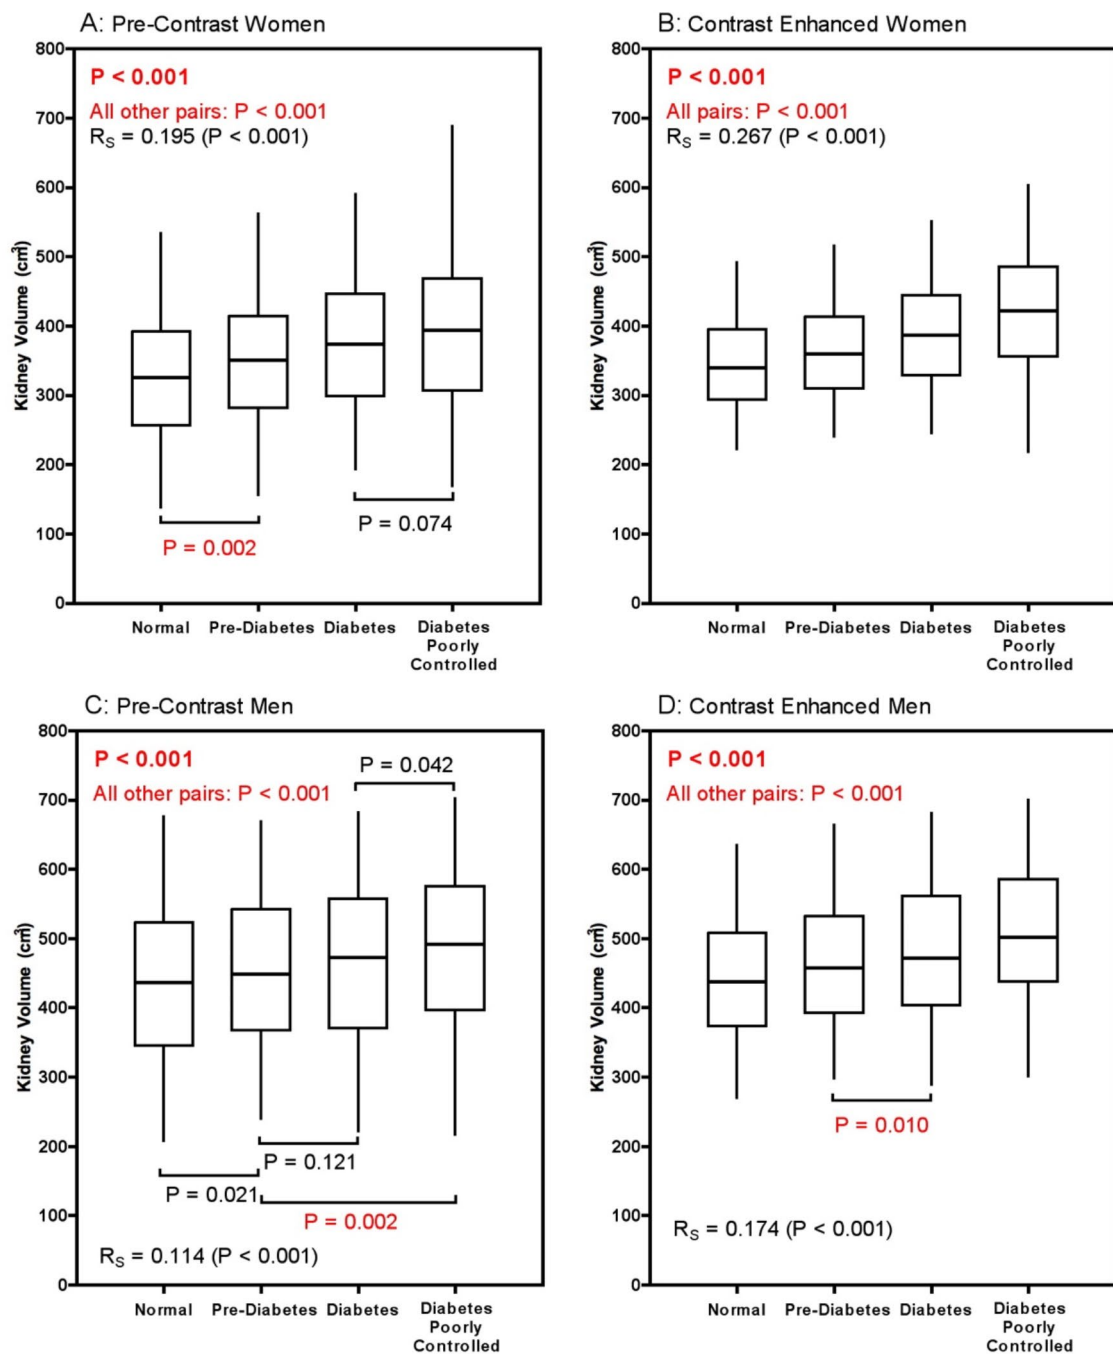 A: Pre-Contrast Women
P < 0.001
All other pairs: P < 0.001
R_S = 0.195 (P < 0.001)
Kidney Volume (cm³)
800
700
600
500
400
300
200
100
0
P = 0.002
P = 0.074
Normal
Pre-Diabetes
Diabetes
Diabetes
Poorly
Controlled
B: Contrast Enhanced Women
P < 0.001
All pairs: P < 0.001
R_S = 0.267 (P < 0.001)
Kidney Volume (cm³)
800
700
600
500
400
300
200
100
0
Normal
Pre-Diabetes
Diabetes
Diabetes
Poorly
Controlled
C: Pre-Contrast Men
P < 0.001
P = 0.042
All other pairs: P < 0.001
Kidney Volume (cm³)
800
700
600
500
400
300
200
100
0
P = 0.121
P = 0.021
P = 0.002
R_S = 0.114 (P < 0.001)
Normal
Pre-Diabetes
Diabetes
Diabetes
Poorly
Controlled
D: Contrast Enhanced Men
P < 0.001
All other pairs: P < 0.001
Kidney Volume (cm³)
800
700
600
500
400
300
200
100
0
P = 0.010
R_S = 0.174 (P < 0.001)
Normal
Pre-Diabetes
Diabetes
Diabetes
Poorly
Controlled